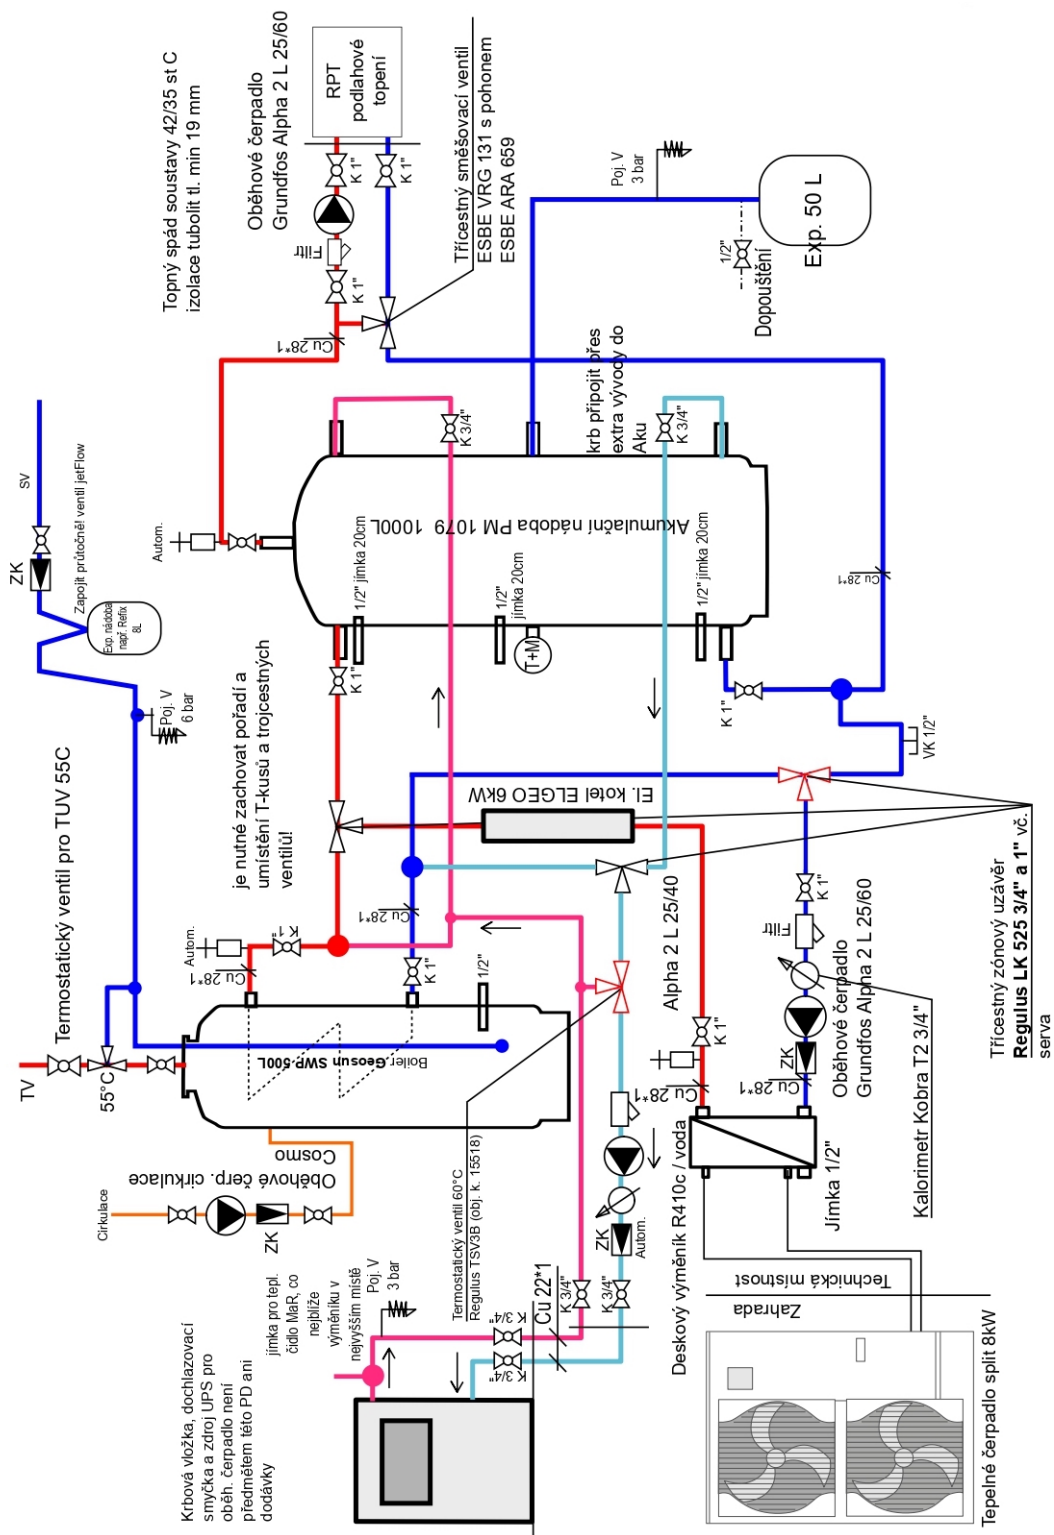 Topný spád soustavy 42/35 st C
izolace tubolit tl. min 19 mm
Oběhové čerpadlo
Grundfos Alpha 2 L 25/60
RPT
podlahové
topení
K 1"
K 1"
Filtr
K 1"
Cu 28*1
Třícestný směšovací ventil
ESBE VRG 131 s pohonem
ESBE ARA 659
Poj. V
3 bar
1/2"
Dopouštění
Exp. 50 L
SV
ZK
Zapojit průtočně! ventil jetFlow
Exp. nádoba
např. Refix
8L
Poj. V
6 bar
Autom.
K 3/4"
krb připojit přes
extra vývody do
Aku
K 3/4"
Akumulační nádoba PM 1079 1000L
1/2" jímka 20cm
1/2"
jímka 20cm
1/2" jímka 20cm
T+M
K 1"
K 1"
Cu 28*1
VK 1/2"
Termostatický ventil pro TUV 55C
je nutné zachovat pořadí a
umístění T-kusů a trojcestných
ventilů!
El. kotel ELGEO 6kW
TV
55°C
Autom.
K 1"
Cu 28*1
Cu 28*1
K 1"
1/2"
Boiler Geosun SWP 500L
Alpha 2 L 25/40
K 1"
Cu 28*1
K 1"
Filtr
ZK
Cu 28*1
Oběhové čerpadlo
Grundfos Alpha 2 L 25/60
Kalorimetr Kobra T2 3/4"
Třícestný zónový uzávěr
Regulus LK 525 3/4" a 1" vč.
serva
Cirkulace
ZK
Oběhové čerp. cirkulace
Cosmo
Termostatický ventil 60°C
Regulus TSV3B (obj. k. 15518)
ZK
Autom.
K 3/4"
K 3/4"
Cu 22*1
K 3/4"
K 3/4"
Deskový výměník R410c / voda
Jímka 1/2"
jímka pro tepl.
čidlo MaR, co
nejblíže
výměníku v
nejvyšším místě
Poj. V
3 bar
Krbová vložka, dochlazovací
smyčka a zdroj UPS pro
oběh. čerpadlo není
předmětem této PD ani
dodávky
Technická místnost
Zahrada
Tepelné čerpadlo split 8kW